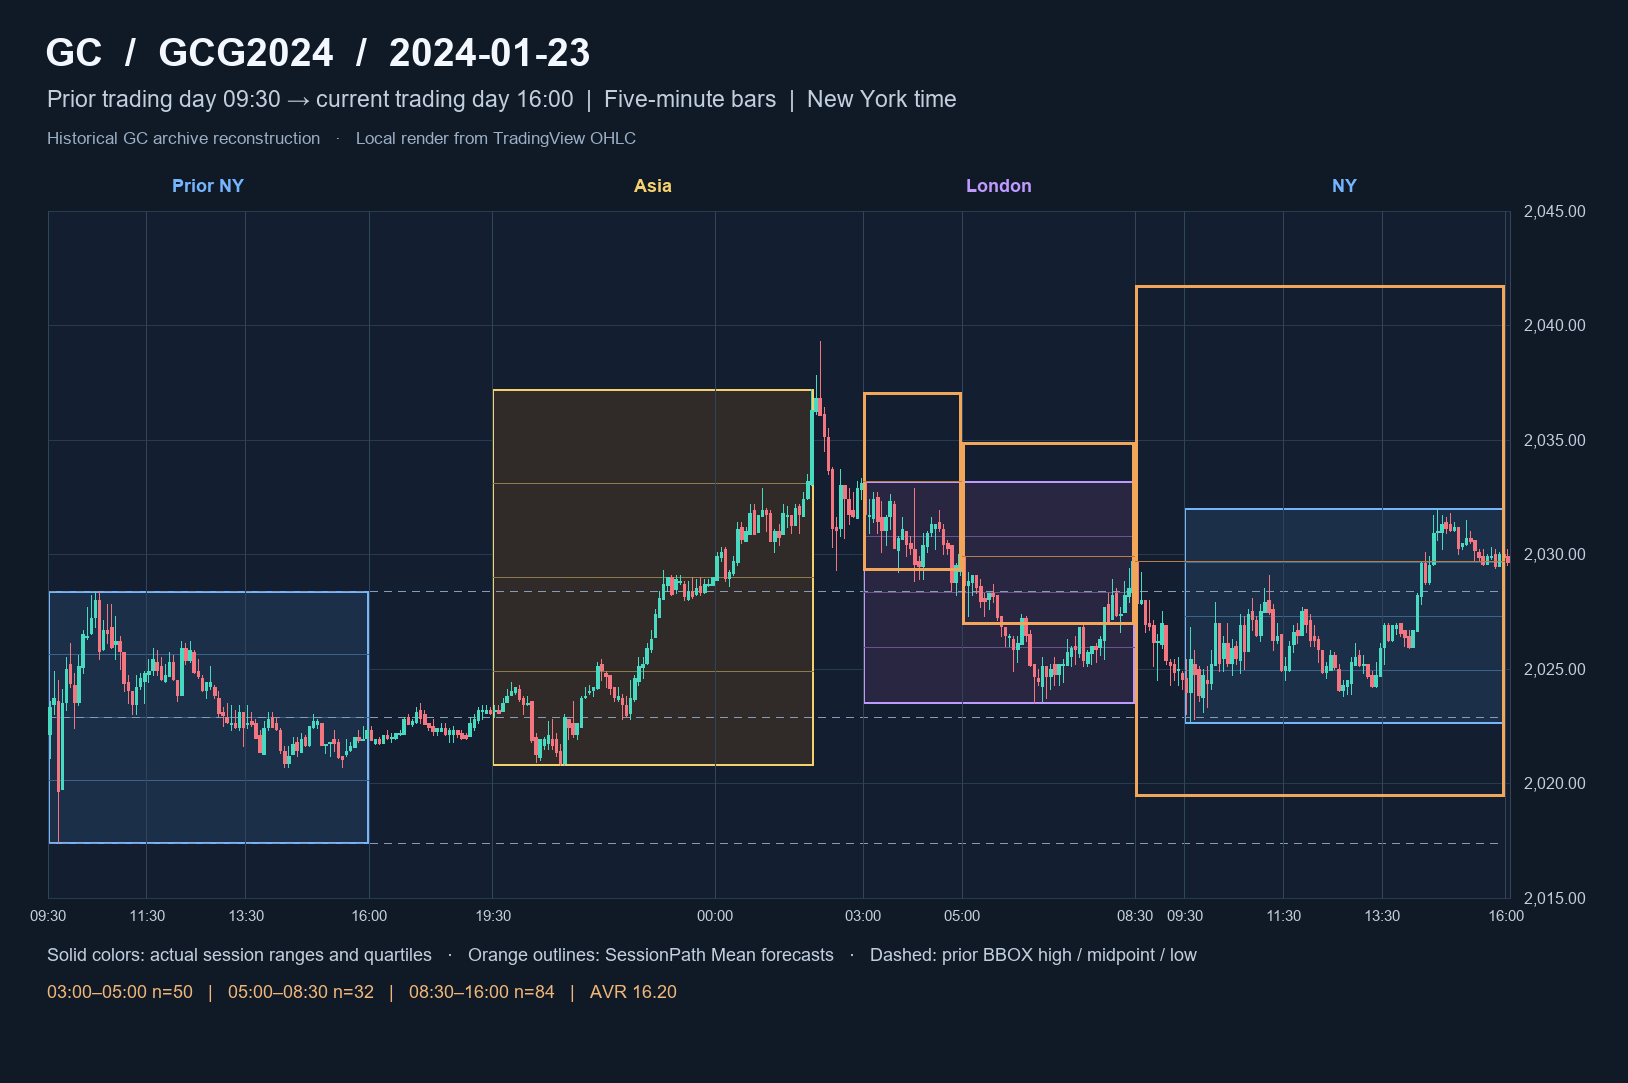 GC / GCG2024 / 2024-01-23
Prior trading day 09:30 → current trading day 16:00 | Five-minute bars | New York time
Historical GC archive reconstruction · Local render from TradingView OHLC
Prior NY Asia London NY
2,045.00
2,040.00
2,035.00
2,030.00
2,025.00
2,020.00
2,015.00
09:30 11:30 13:30 16:00 19:30 00:00 03:00 05:00 08:30 09:30 11:30 13:30 16:00
Solid colors: actual session ranges and quartiles · Orange outlines: SessionPath Mean forecasts · Dashed: prior BBOX high / midpoint / low
03:00–05:00 n=50 | 05:00–08:30 n=32 | 08:30–16:00 n=84 | AVR 16.20